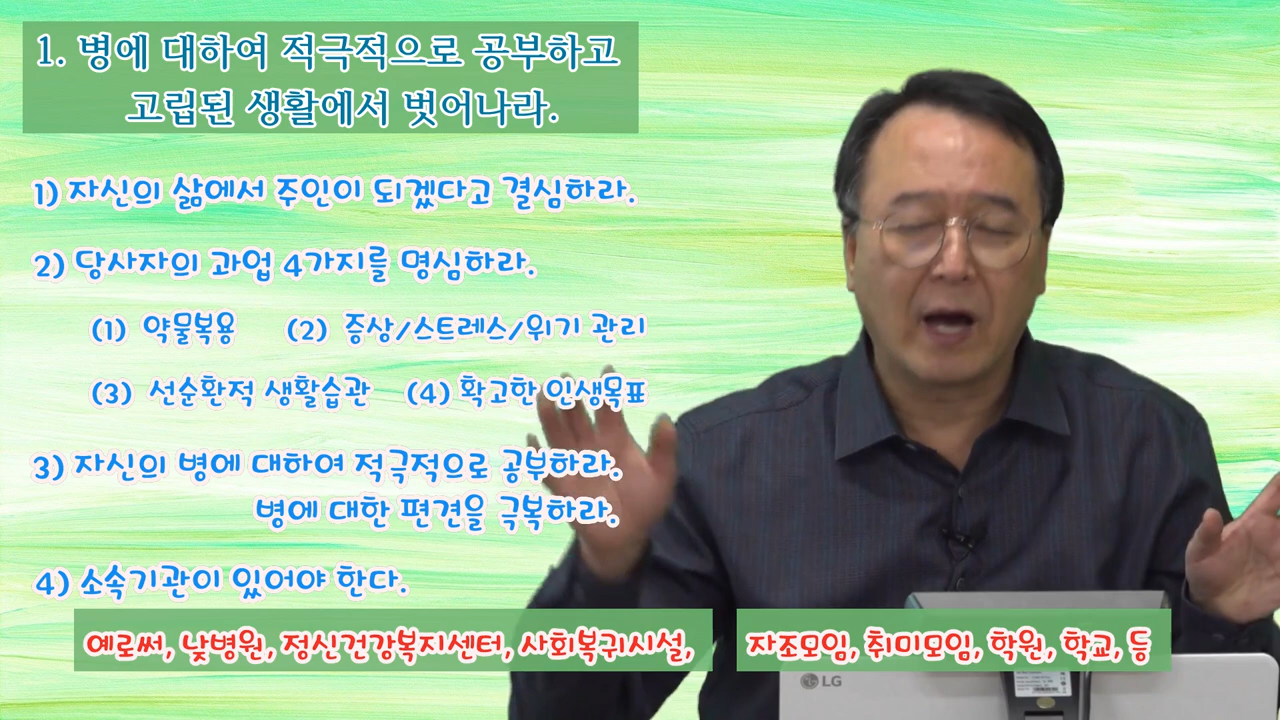 1. 병에 대하여 적극적으로 공부하고
고립된 생활에서 벗어나라.
1) 자신의 삶에서 주인이 되겠다고 결심하라.
2) 당사자의 과업 4가지를 명심하라.
(1) 약물복용 (2) 증상/스트레스/위기 관리
(3) 선순환적 생활습관 (4) 확고한 인생목표
3) 자신의 병에 대하여 적극적으로 공부하라.
병에 대한 편견을 극복하라.
4) 소속기관이 있어야 한다.
예로써, 낮병원, 정신건강복지센터, 사회복귀시설, 자조모임, 취미모임, 학원, 학교, 등
LG